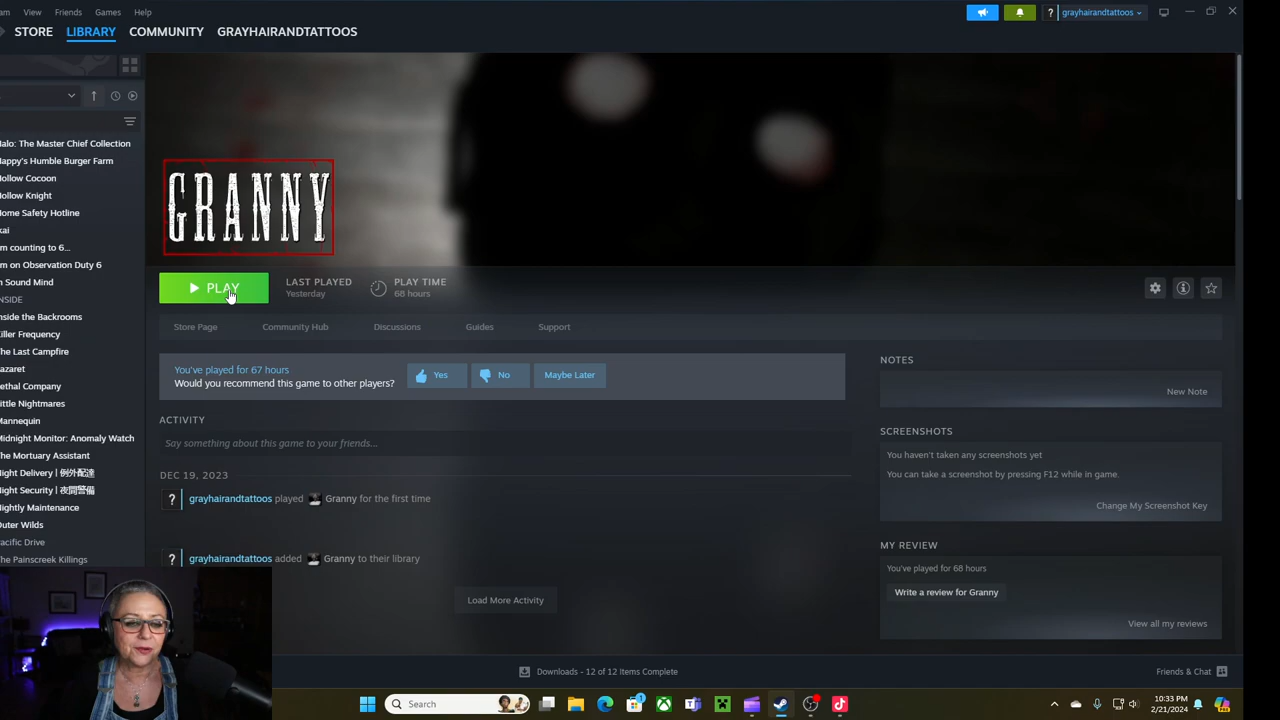 am View Friends Games Help
grayhairandtattoos
STORE LIBRARY COMMUNITY GRAYHAIRANDTATTOOS
GRANNY
alo: The Master Chief Collection
appy's Humble Burger Farm
ollow Cocoon
ollow Knight
ome Safety Hotline
kai
m counting to 6...
m on Observation Duty 6
n Sound Mind
NSIDE
nside the Backrooms
iller Frequency
he Last Campfire
azaret
ethal Company
ittle Nightmares
Mannequin
Midnight Monitor: Anomaly Watch
he Mortuary Assistant
ight Delivery | 例外配達
ight Security | 夜間警備
ightly Maintenance
uter Wilds
acific Drive
he Painscreek Killings
PLAY
LAST PLAYED
Yesterday
PLAY TIME
68 hours
Store Page Community Hub Discussions Guides Support
You've played for 67 hours
Would you recommend this game to other players?
Yes No Maybe Later
ACTIVITY
Say something about this game to your friends...
DEC 19, 2023
grayhairandtattoos played Granny for the first time
grayhairandtattoos added Granny to their library
Load More Activity
NOTES
New Note
SCREENSHOTS
You haven't taken any screenshots yet
You can take a screenshot by pressing F12 while in game.
Change My Screenshot Key
MY REVIEW
You've played for 68 hours
Write a review for Granny
View all my reviews
Downloads - 12 of 12 Items Complete
Friends & Chat
Search
10:33 PM
2/21/2024